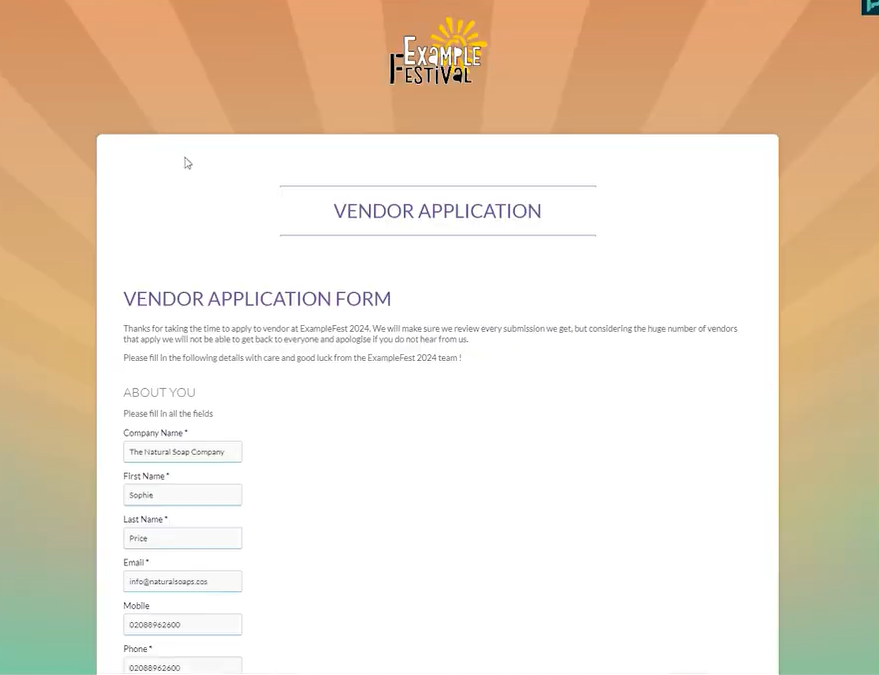 EXAMPLE
FESTIVAL
VENDOR APPLICATION
VENDOR APPLICATION FORM
Thanks for taking the time to apply to vendor at ExampleFest 2024. We will make sure we review every submission we get, but considering the huge number of vendors
that apply we will not be able to get back to everyone and apologise if you do not hear from us.
Please fill in the following details with care and good luck from the ExampleFest 2024 team !
ABOUT YOU
Please fill in all the fields
Company Name *
The Natural Soap Company
First Name *
Sophie
Last Name *
Price
Email *
info@naturalsoaps.cos
Mobile
02088962600
Phone *
02088962600